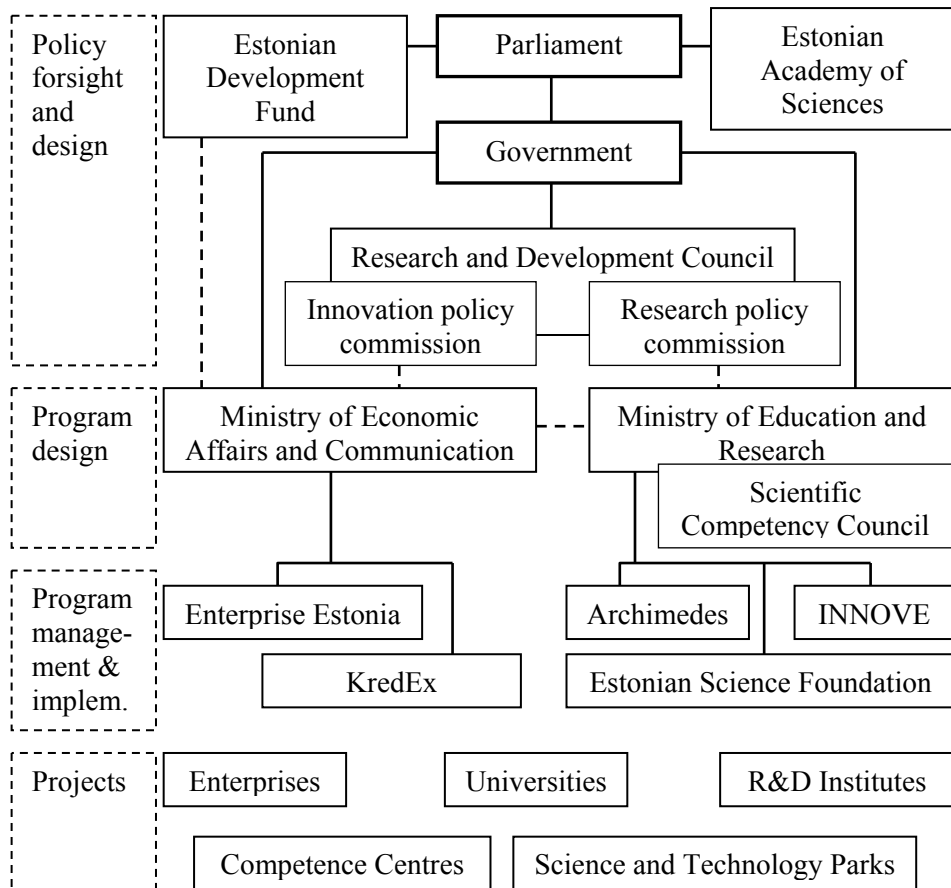 Policy
forsight
and
design
Estonian
Development
Fund
Parliament
Estonian
Academy of
Sciences
Government
Research and Development Council
Innovation policy
commission
Research policy
commission
Program
design
Ministry of Economic
Affairs and Communication
Ministry of Education and
Research
Scientific
Competency Council
Program
manage-
ment &
implem.
Enterprise Estonia
Archimedes
INNOVE
KredEx
Estonian Science Foundation
Projects
Enterprises
Universities
R&D Institutes
Competence Centres
Science and Technology Parks